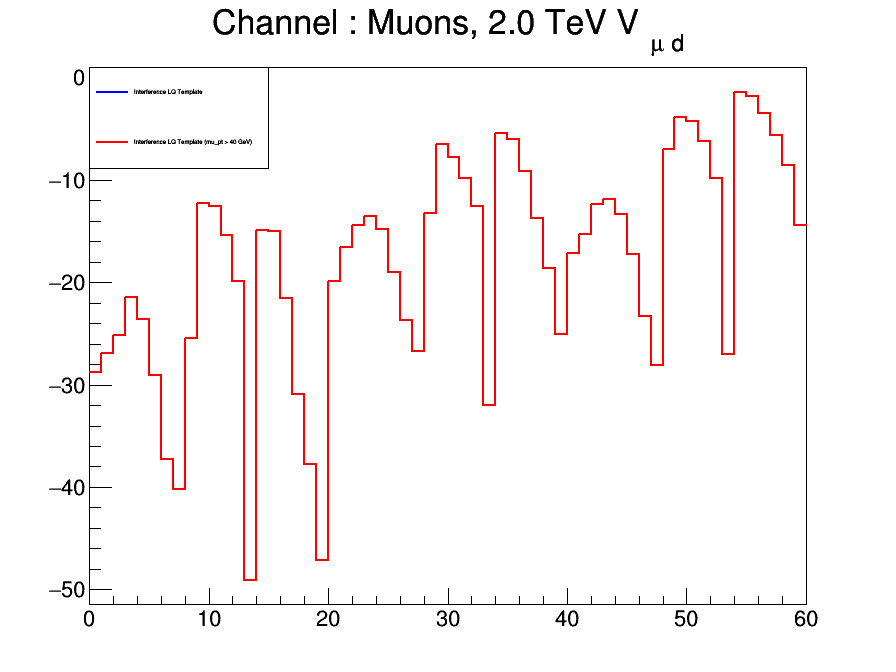 Channel : Muons, 2.0 TeV V μ d
Interference LQ Template
Interference LQ Template (mu_pt > 40 GeV)
0
−10
−20
−30
−40
−50
0 10 20 30 40 50 60